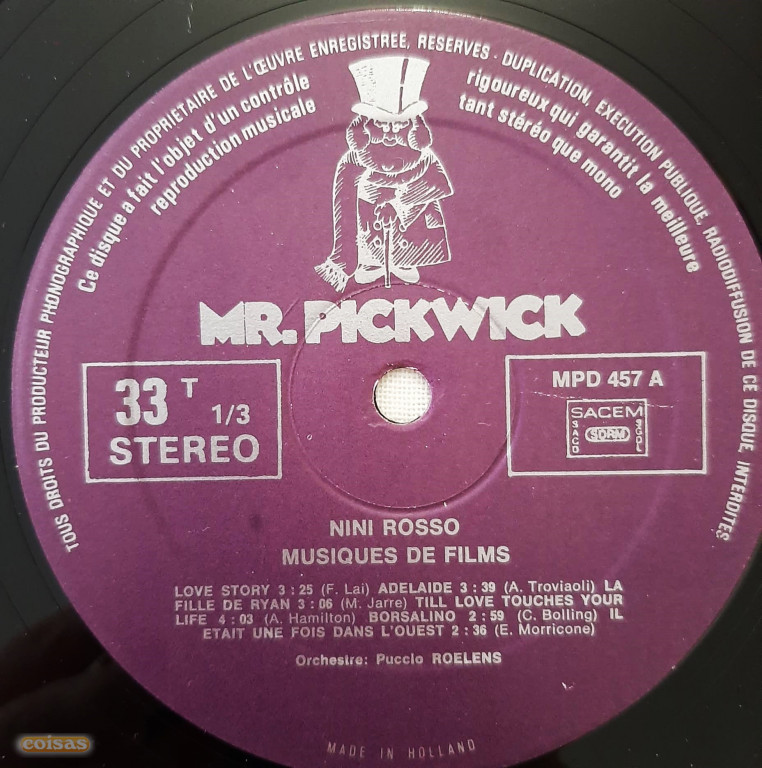 TOUS DROITS DU PRODUCTEUR PHONOGRAPHIQUE ET DU PROPRIETAIRE DE L'ŒUVRE ENREGISTREE, RESERVES - DUPLICATION, EXECUTION PUBLIQUE, RADIODIFFUSION DE CE DISQUE, INTERDITES
Ce disque a fait l'objet d'un contrôle rigoureux qui garantit la meilleure
reproduction musicale tant stéréo que mono
MR. PICKWICK
33 T 1/3
STEREO
MPD 457 A
SACEM
SACD SDRM SGDL
NINI ROSSO
MUSIQUES DE FILMS
LOVE STORY 3 : 25 (F. Lai) ADELAIDE 3 : 39 (A. Troviaoli) LA
FILLE DE RYAN 3 : 06 (M. Jarre) TILL LOVE TOUCHES YOUR
LIFE 4 : 03 (A. Hamilton) BORSALINO 2 : 59 (C. Bolling) IL
ETAIT UNE FOIS DANS L'OUEST 2 : 36 (E. Morricone)
Orchestre: Puccio ROELENS
MADE IN HOLLAND
coisas